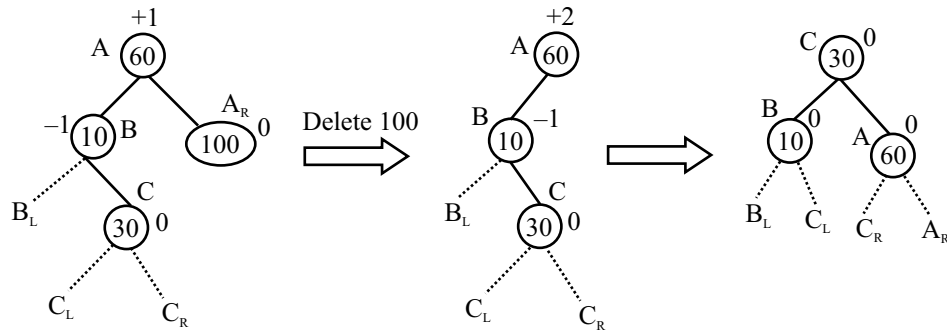 +1
A 60
A_R
−1 10 B
100 0
C
B_L
30 0
C_L
C_R
Delete 100
+2
A 60
B
10 −1
C
B_L
30 0
C_L
C_R
C 0
30
B 0
10
0
A 60
B_L
C_L
C_R
A_R